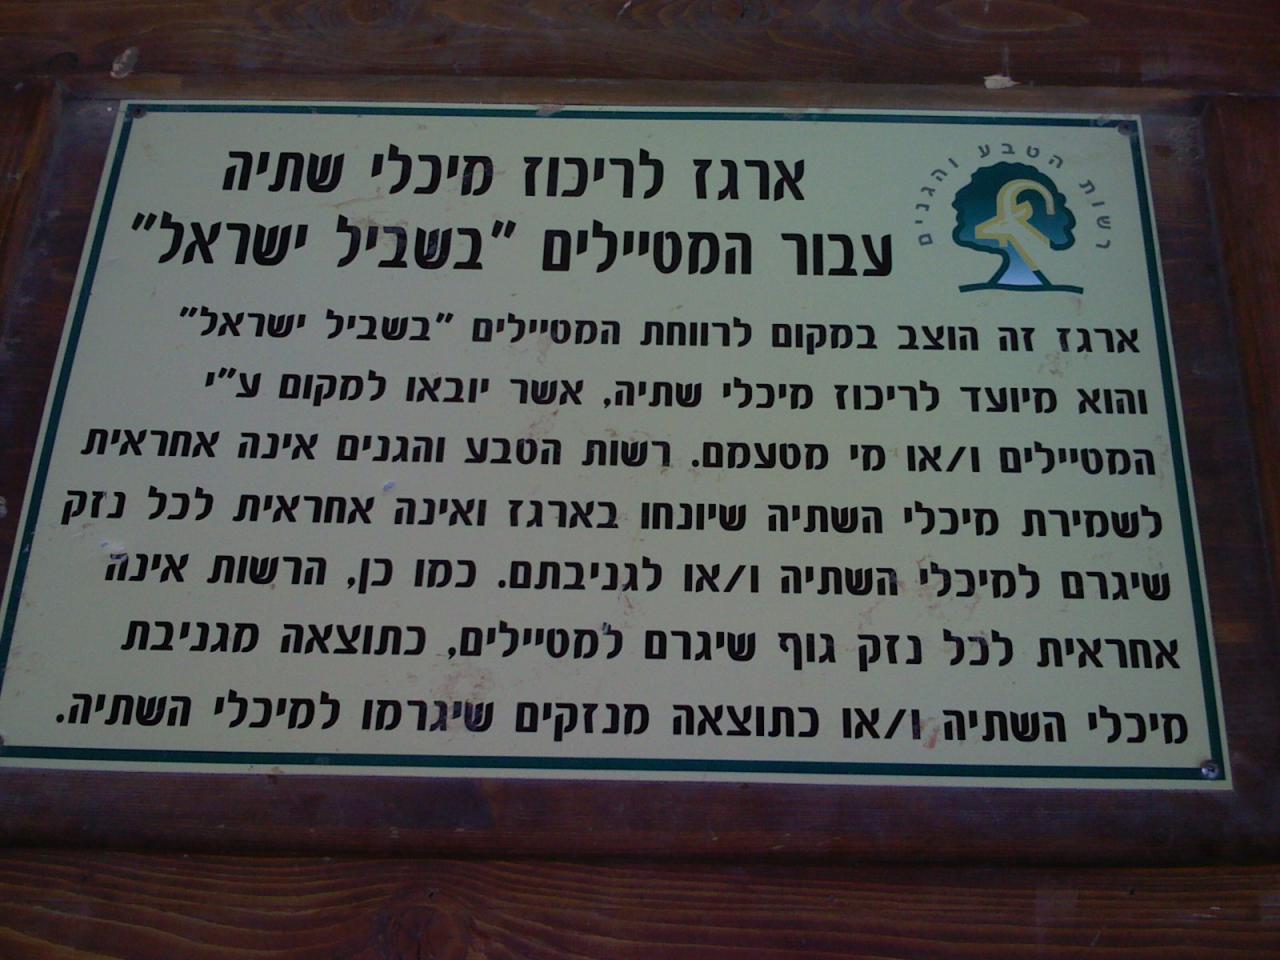 רשות הטבע והגנים
ארגז לריכוז מיכלי שתיה
עבור המטיילים "בשביל ישראל"
ארגז זה הוצב במקום לרווחת המטיילים "בשביל ישראל"
והוא מיועד לריכוז מיכלי שתיה, אשר יובאו למקום ע"י
המטיילים ו/או מי מטעמם. רשות הטבע והגנים אינה אחראית
לשמירת מיכלי השתיה שיונחו בארגז ואינה אחראית לכל נזק
שיגרם למיכלי השתיה ו/או לגניבתם. כמו כן, הרשות אינה
אחראית לכל נזק גוף שיגרם למטיילים, כתוצאה מגניבת
מיכלי השתיה ו/או כתוצאה מנזקים שיגרמו למיכלי השתיה.